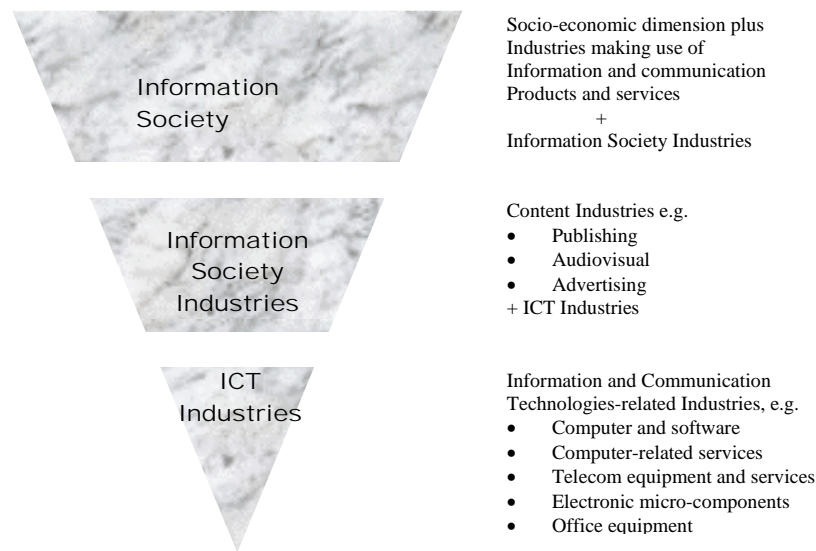 Information
Society
Socio-economic dimension plus
Industries making use of
Information and communication
Products and services
+
Information Society Industries
Information
Society
Industries
Content Industries e.g.
• Publishing
• Audiovisual
• Advertising
+ ICT Industries
ICT
Industries
Information and Communication
Technologies-related Industries, e.g.
• Computer and software
• Computer-related services
• Telecom equipment and services
• Electronic micro-components
• Office equipment